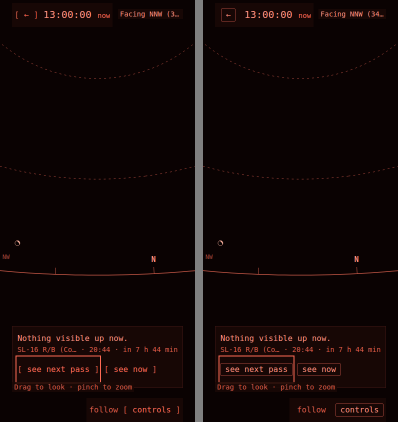 [ ← ] 13:00:00 now Facing NNW (3…
NW
N
Nothing visible up now.
SL-16 R/B (Co… · 20:44 · in 7 h 44 min
[ see next pass ] [ see now ]
Drag to look · pinch to zoom
follow [ controls ]
← 13:00:00 now Facing NNW (34…
NW
N
Nothing visible up now.
SL-16 R/B (Co… · 20:44 · in 7 h 44 min
see next pass see now
Drag to look · pinch to zoom
follow controls